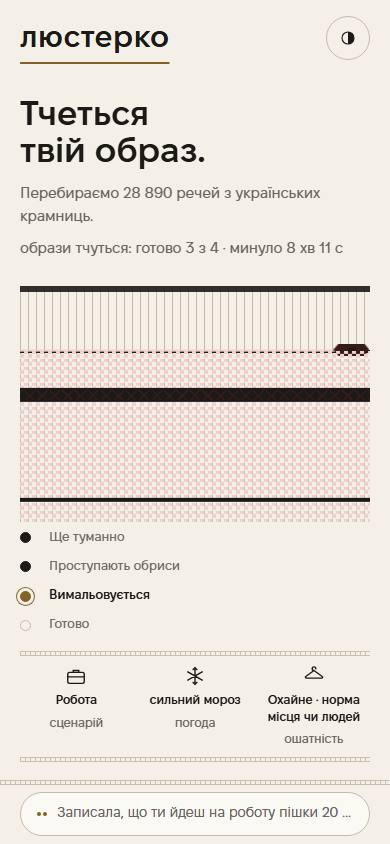 люстерко
Тчеться
твій образ.
Перебираємо 28 890 речей з українських
крамниць.
образи тчуться: готово 3 з 4 · минуло 8 хв 11 с
Ще туманно
Проступають обриси
Вимальовується
Готово
Робота
сценарій
сильний мороз
погода
Охайне · норма
місця чи людей
ошатність
Записала, що ти йдеш на роботу пішки 20 ...